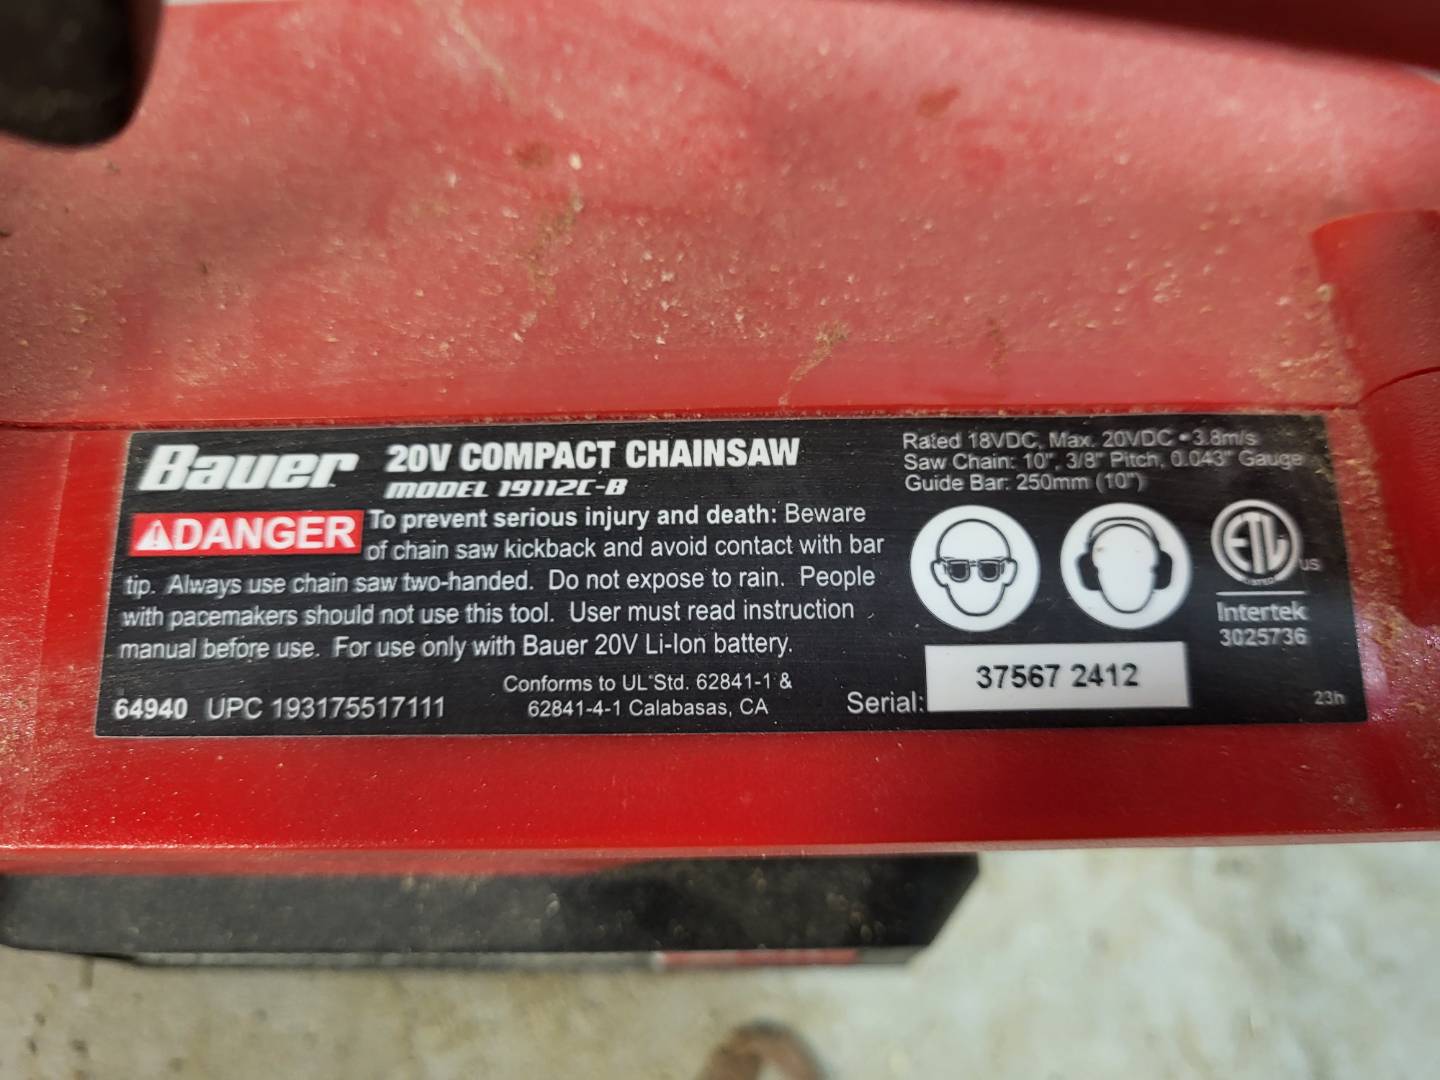 Bauer 20V COMPACT CHAINSAW
MODEL 19112C-B
DANGER To prevent serious injury and death: Beware
of chain saw kickback and avoid contact with bar
tip. Always use chain saw two-handed. Do not expose to rain. People
with pacemakers should not use this tool. User must read instruction
manual before use. For use only with Bauer 20V Li-Ion battery.
Conforms to UL Std. 62841-1 &
62841-4-1 Calabasas, CA
64940 UPC 193175517111
Rated 18VDC, Max. 20VDC • 3.8m/s
Saw Chain: 10", 3/8" Pitch, 0.043" Gauge
Guide Bar: 250mm (10")
ETL
LISTED
US
Intertek
3025736
Serial: 37567 2412
23h